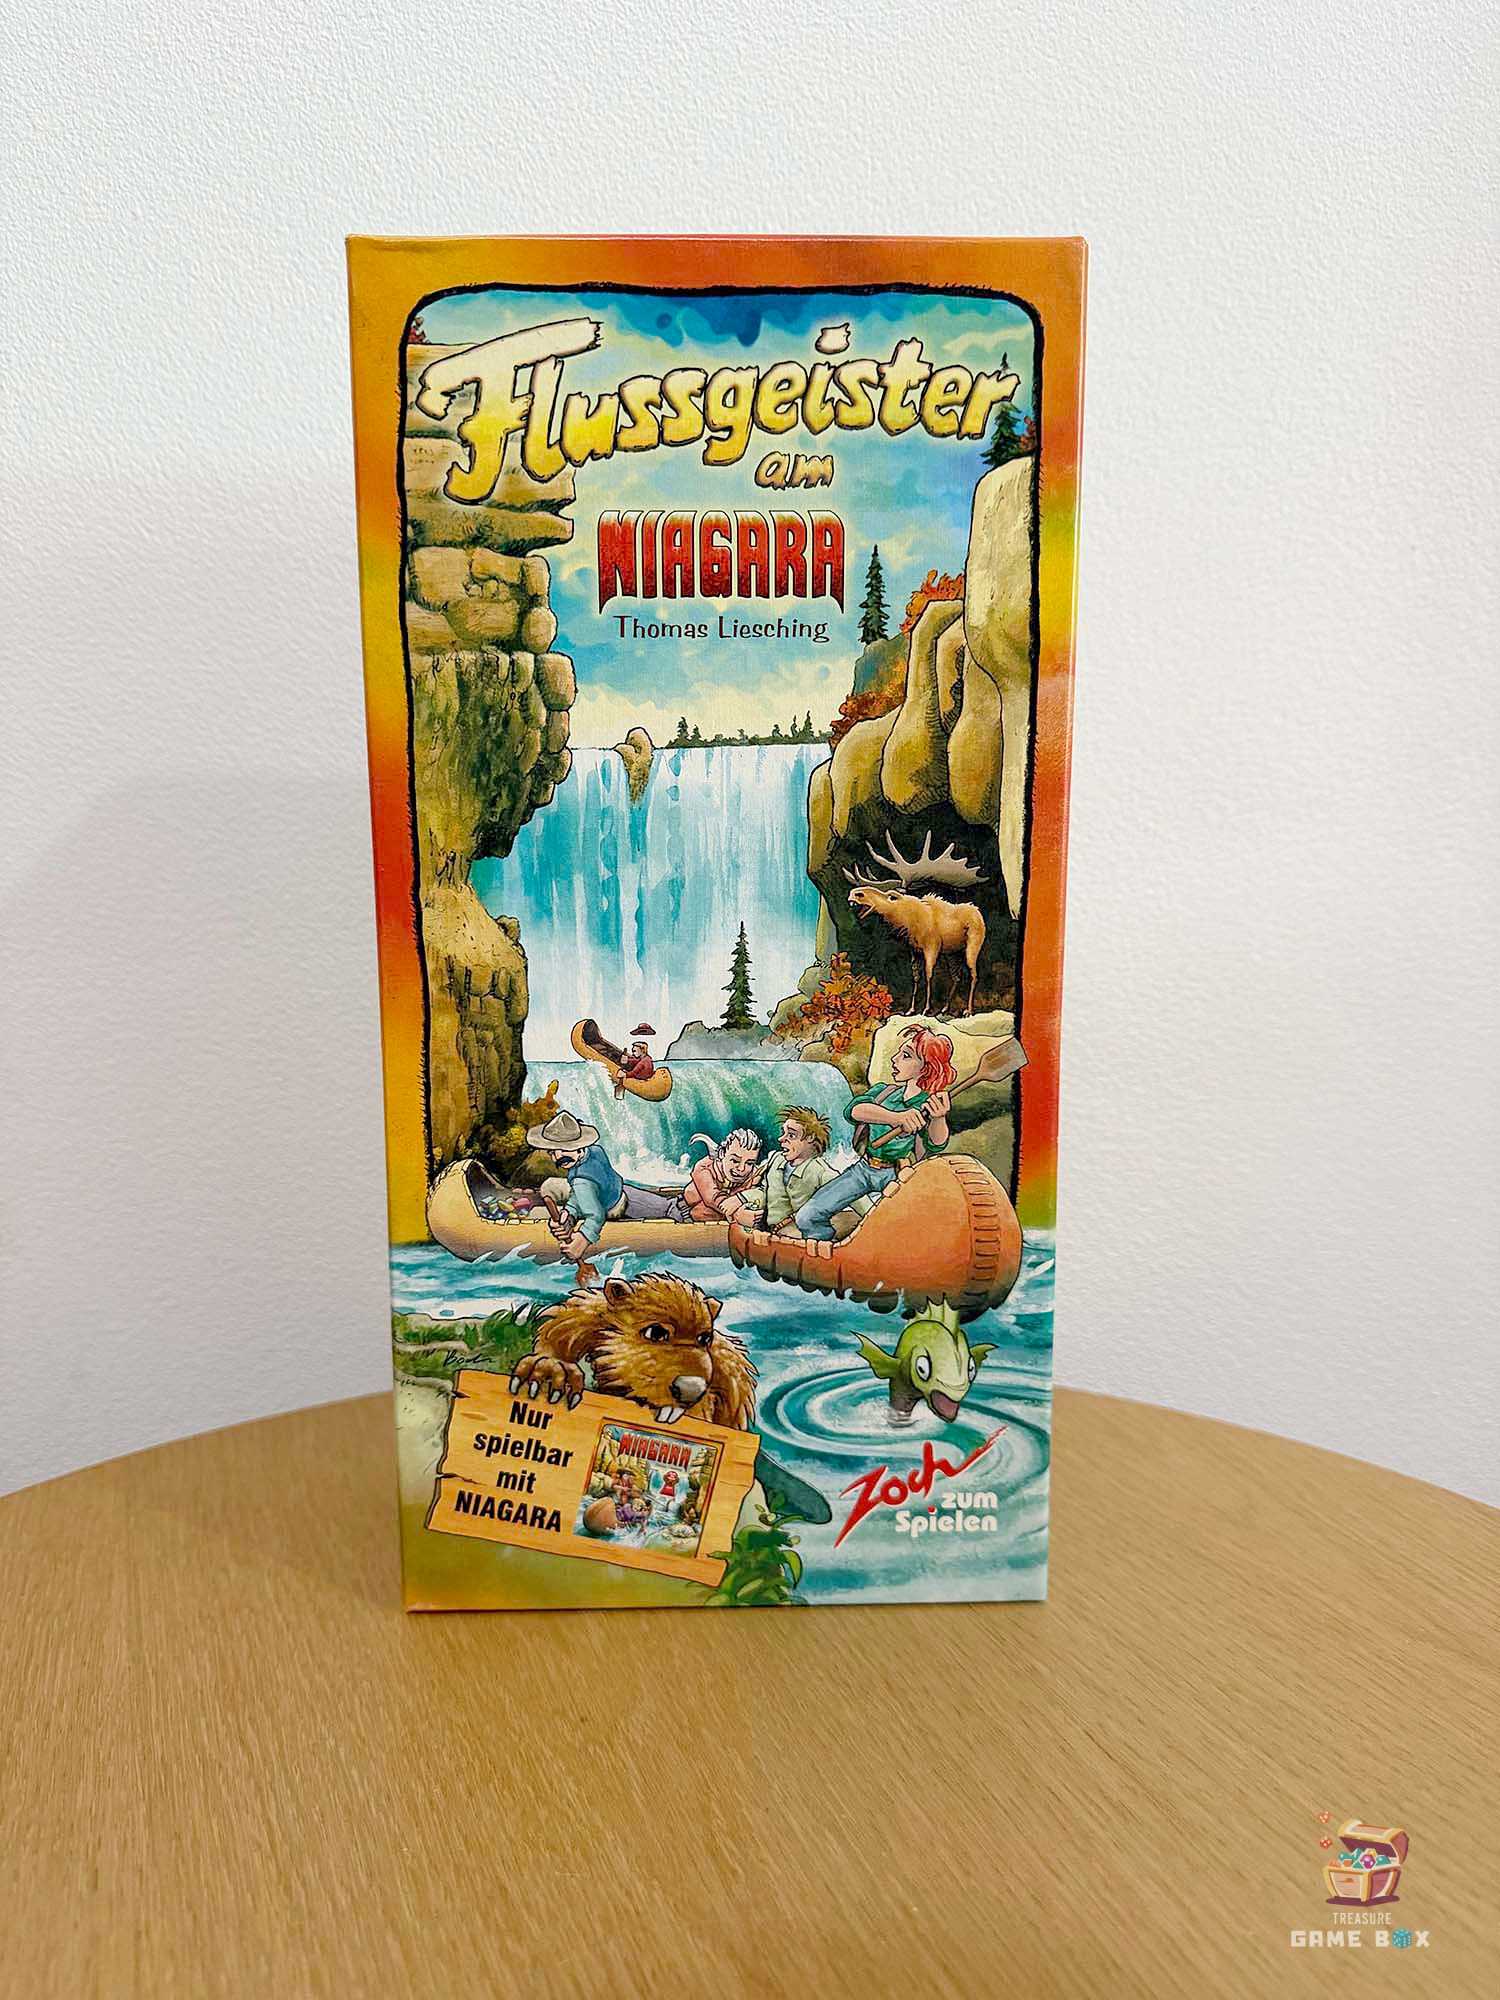 Flussgeister
am
NIAGARA
Thomas Liesching
Nur
spielbar
mit
NIAGARA
NIAGARA
Zoch
zum
Spielen
TREASURE
GAME BOX